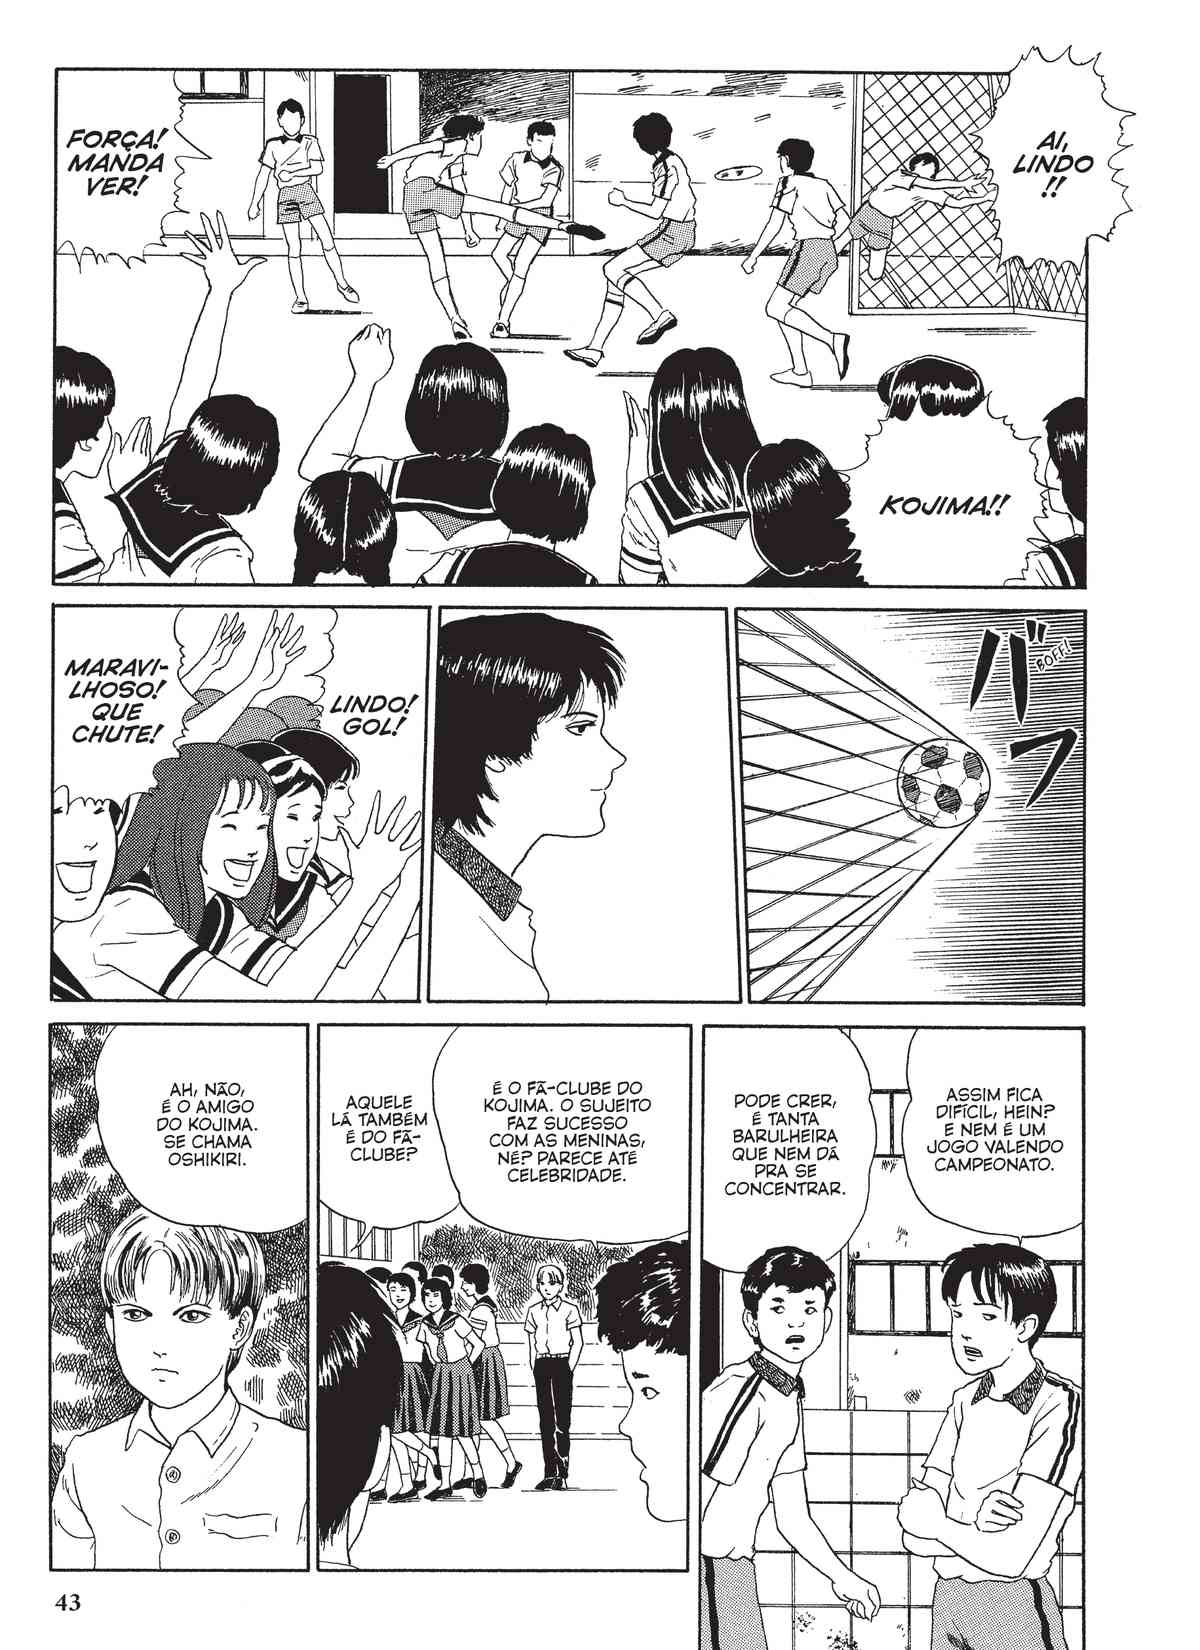 AI,
LINDO
!!
FORÇA!
MANDA
VER!
KOJIMA!!
バ
フ
BOFF!
LINDO!
GOL!
MARAVI-
LHOSO!
QUE
CHUTE!
ASSIM FICA
DIFÍCIL, HEIN?
E NEM É UM
JOGO VALENDO
CAMPEONATO.
PODE CRER,
É TANTA
BARULHEIRA
QUE NEM DÁ
PRA SE
CONCENTRAR.
É O FÃ-CLUBE DO
KOJIMA. O SUJEITO
FAZ SUCESSO
COM AS MENINAS,
NÉ? PARECE ATÉ
CELEBRIDADE.
AQUELE
LÁ TAMBÉM
É DO FÃ-
CLUBE?
AH, NÃO,
É O AMIGO
DO KOJIMA.
SE CHAMA
OSHIKIRI.
43